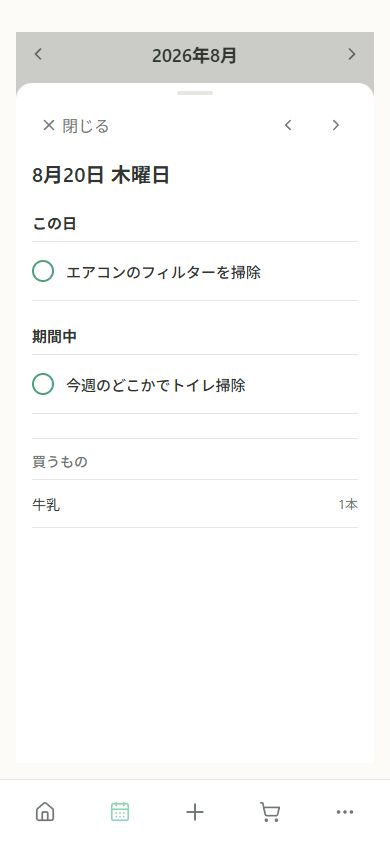 2026年8月
閉じる
8月20日 木曜日
この日
エアコンのフィルターを掃除
期間中
今週のどこかでトイレ掃除
買うもの
牛乳 1本